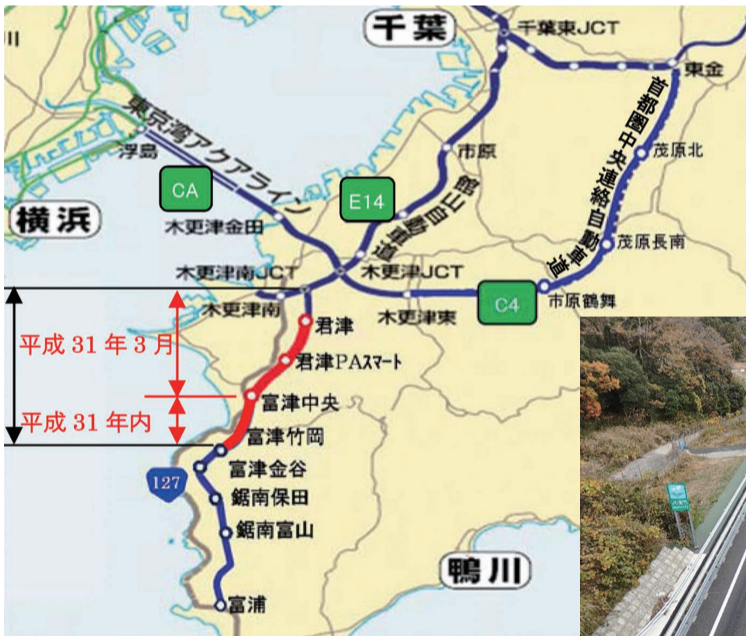 千葉
千葉東JCT
東金
川
東京湾アクアライン
浮島
CA
首都圏中央連絡自動車道
茂原北
市原
E14
館山自動車道
横浜
木更津金田
茂原長南
木更津南JCT
木更津JCT
C4
市原鶴舞
木更津南
木更津東
君津
平成31年3月
君津PAスマート
富津中央
平成31年内
富津竹岡
富津金谷
127
鋸南保田
鋸南富山
鴨川
富浦